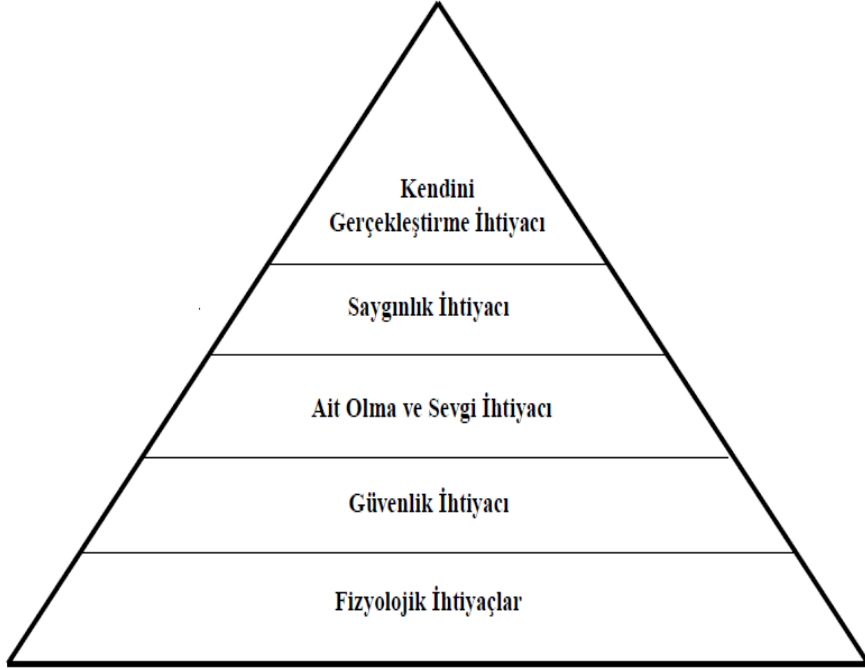 Kendini
Gerçekleştirme İhtiyacı
Saygınlık İhtiyacı
Ait Olma ve Sevgi İhtiyacı
Güvenlik İhtiyacı
Fizyolojik İhtiyaçlar